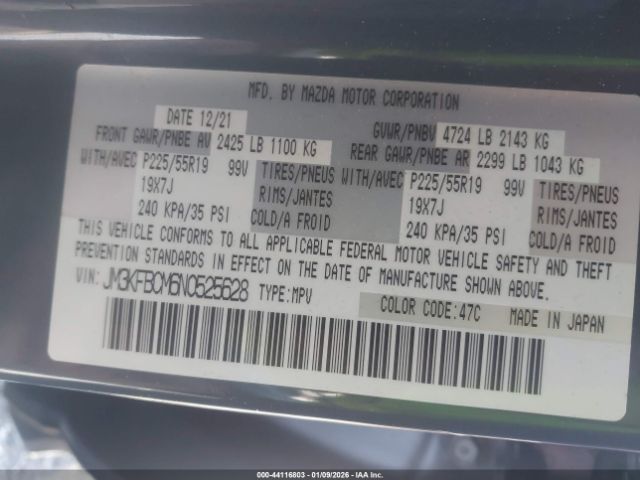 MFD. BY MAZDA MOTOR CORPORATION
DATE 12/21 GVWR/PNBV 4724 LB 2143 KG
FRONT GAWR/PNBE AV 2425 LB 1100 KG REAR GAWR/PNBE AR 2299 LB 1043 KG
WITH/AVEC P225/55R19 99V TIRES/PNEUS WITH/AVEC P225/55R19 99V TIRES/PNEUS
19X7J RIMS/JANTES 19X7J RIMS/JANTES
240 KPA/35 PSI COLD/A FROID 240 KPA/35 PSI COLD/A FROID
THIS VEHICLE CONFORMS TO ALL APPLICABLE FEDERAL MOTOR VEHICLE SAFETY AND THEFT
PREVENTION STANDARDS IN EFFECT ON THE DATE OF MANUFACTURE SHOWN ABOVE.
VIN: JM3KFBCM6N0525628 TYPE:MPV
COLOR CODE:47C MADE IN JAPAN
000-44116803 - 01/09/2026 - IAAI.COM